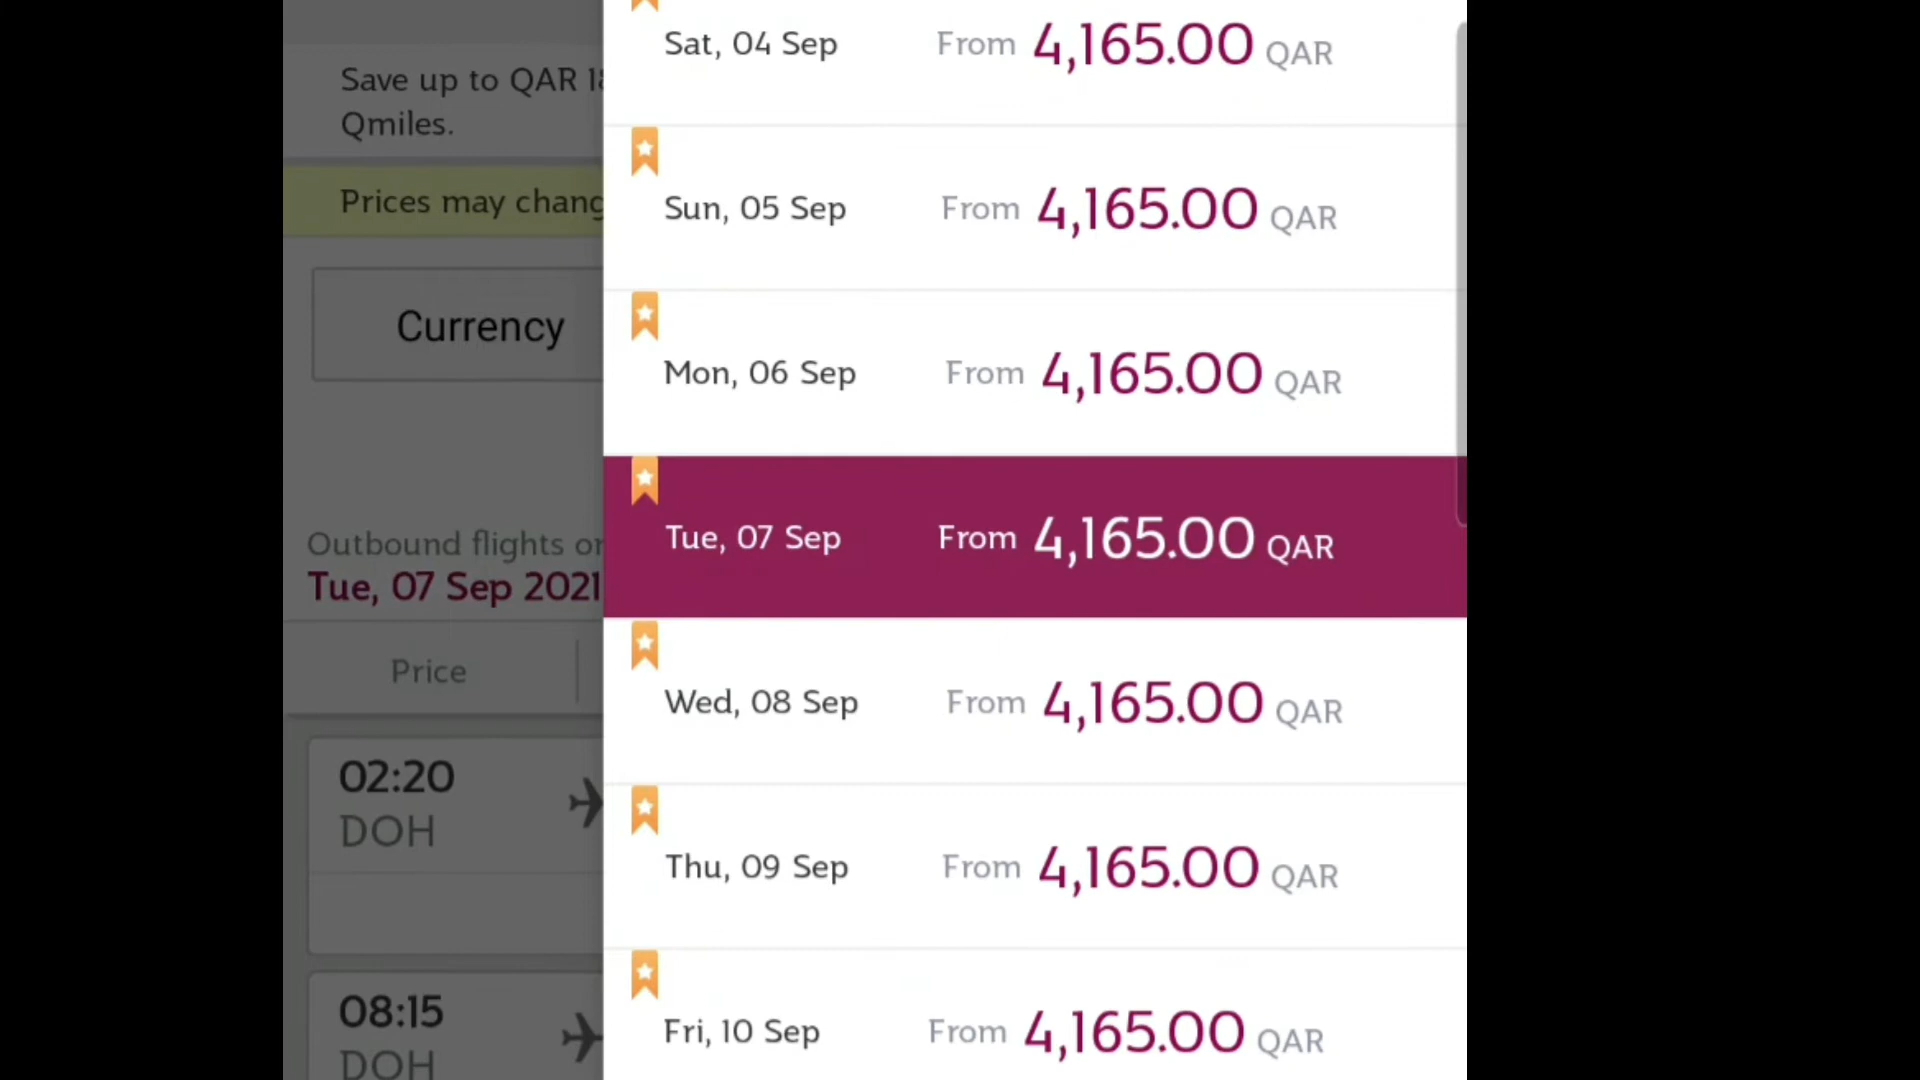 Save up to QAR
Qmiles.
Prices may chang
Currency
Outbound flights
Tue, 07 Sep 2021
Price
02:20
DOH
08:15
DOH
Sat, 04 Sep From 4,165.00 QAR
Sun, 05 Sep From 4,165.00 QAR
Mon, 06 Sep From 4,165.00 QAR
Tue, 07 Sep From 4,165.00 QAR
Wed, 08 Sep From 4,165.00 QAR
Thu, 09 Sep From 4,165.00 QAR
Fri, 10 Sep From 4,165.00 QAR